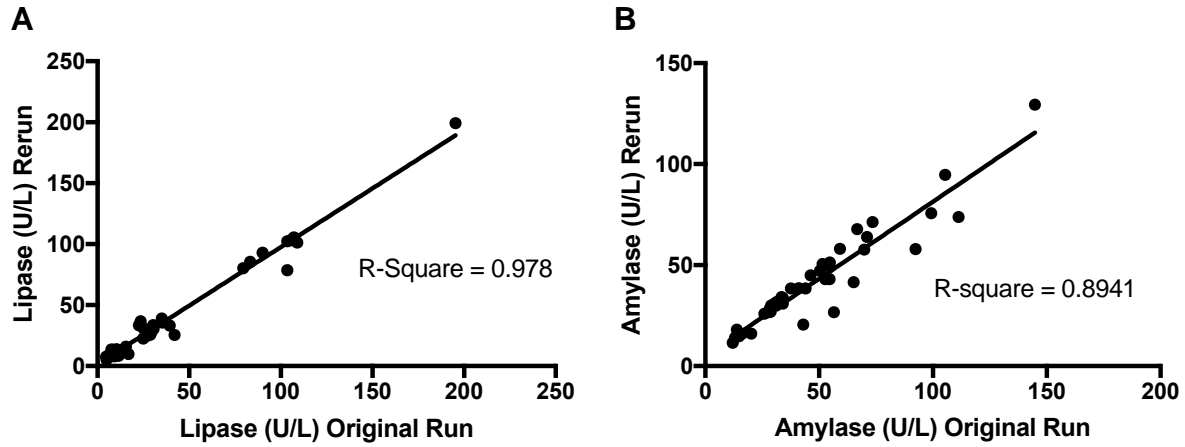 A
250
200
150
100
50
0
0 50 100 150 200 250
Lipase (U/L) Rerun
Lipase (U/L) Original Run
R-Square = 0.978
B
150
100
50
0
0 50 100 150 200
Amylase (U/L) Rerun
Amylase (U/L) Original Run
R-square = 0.8941